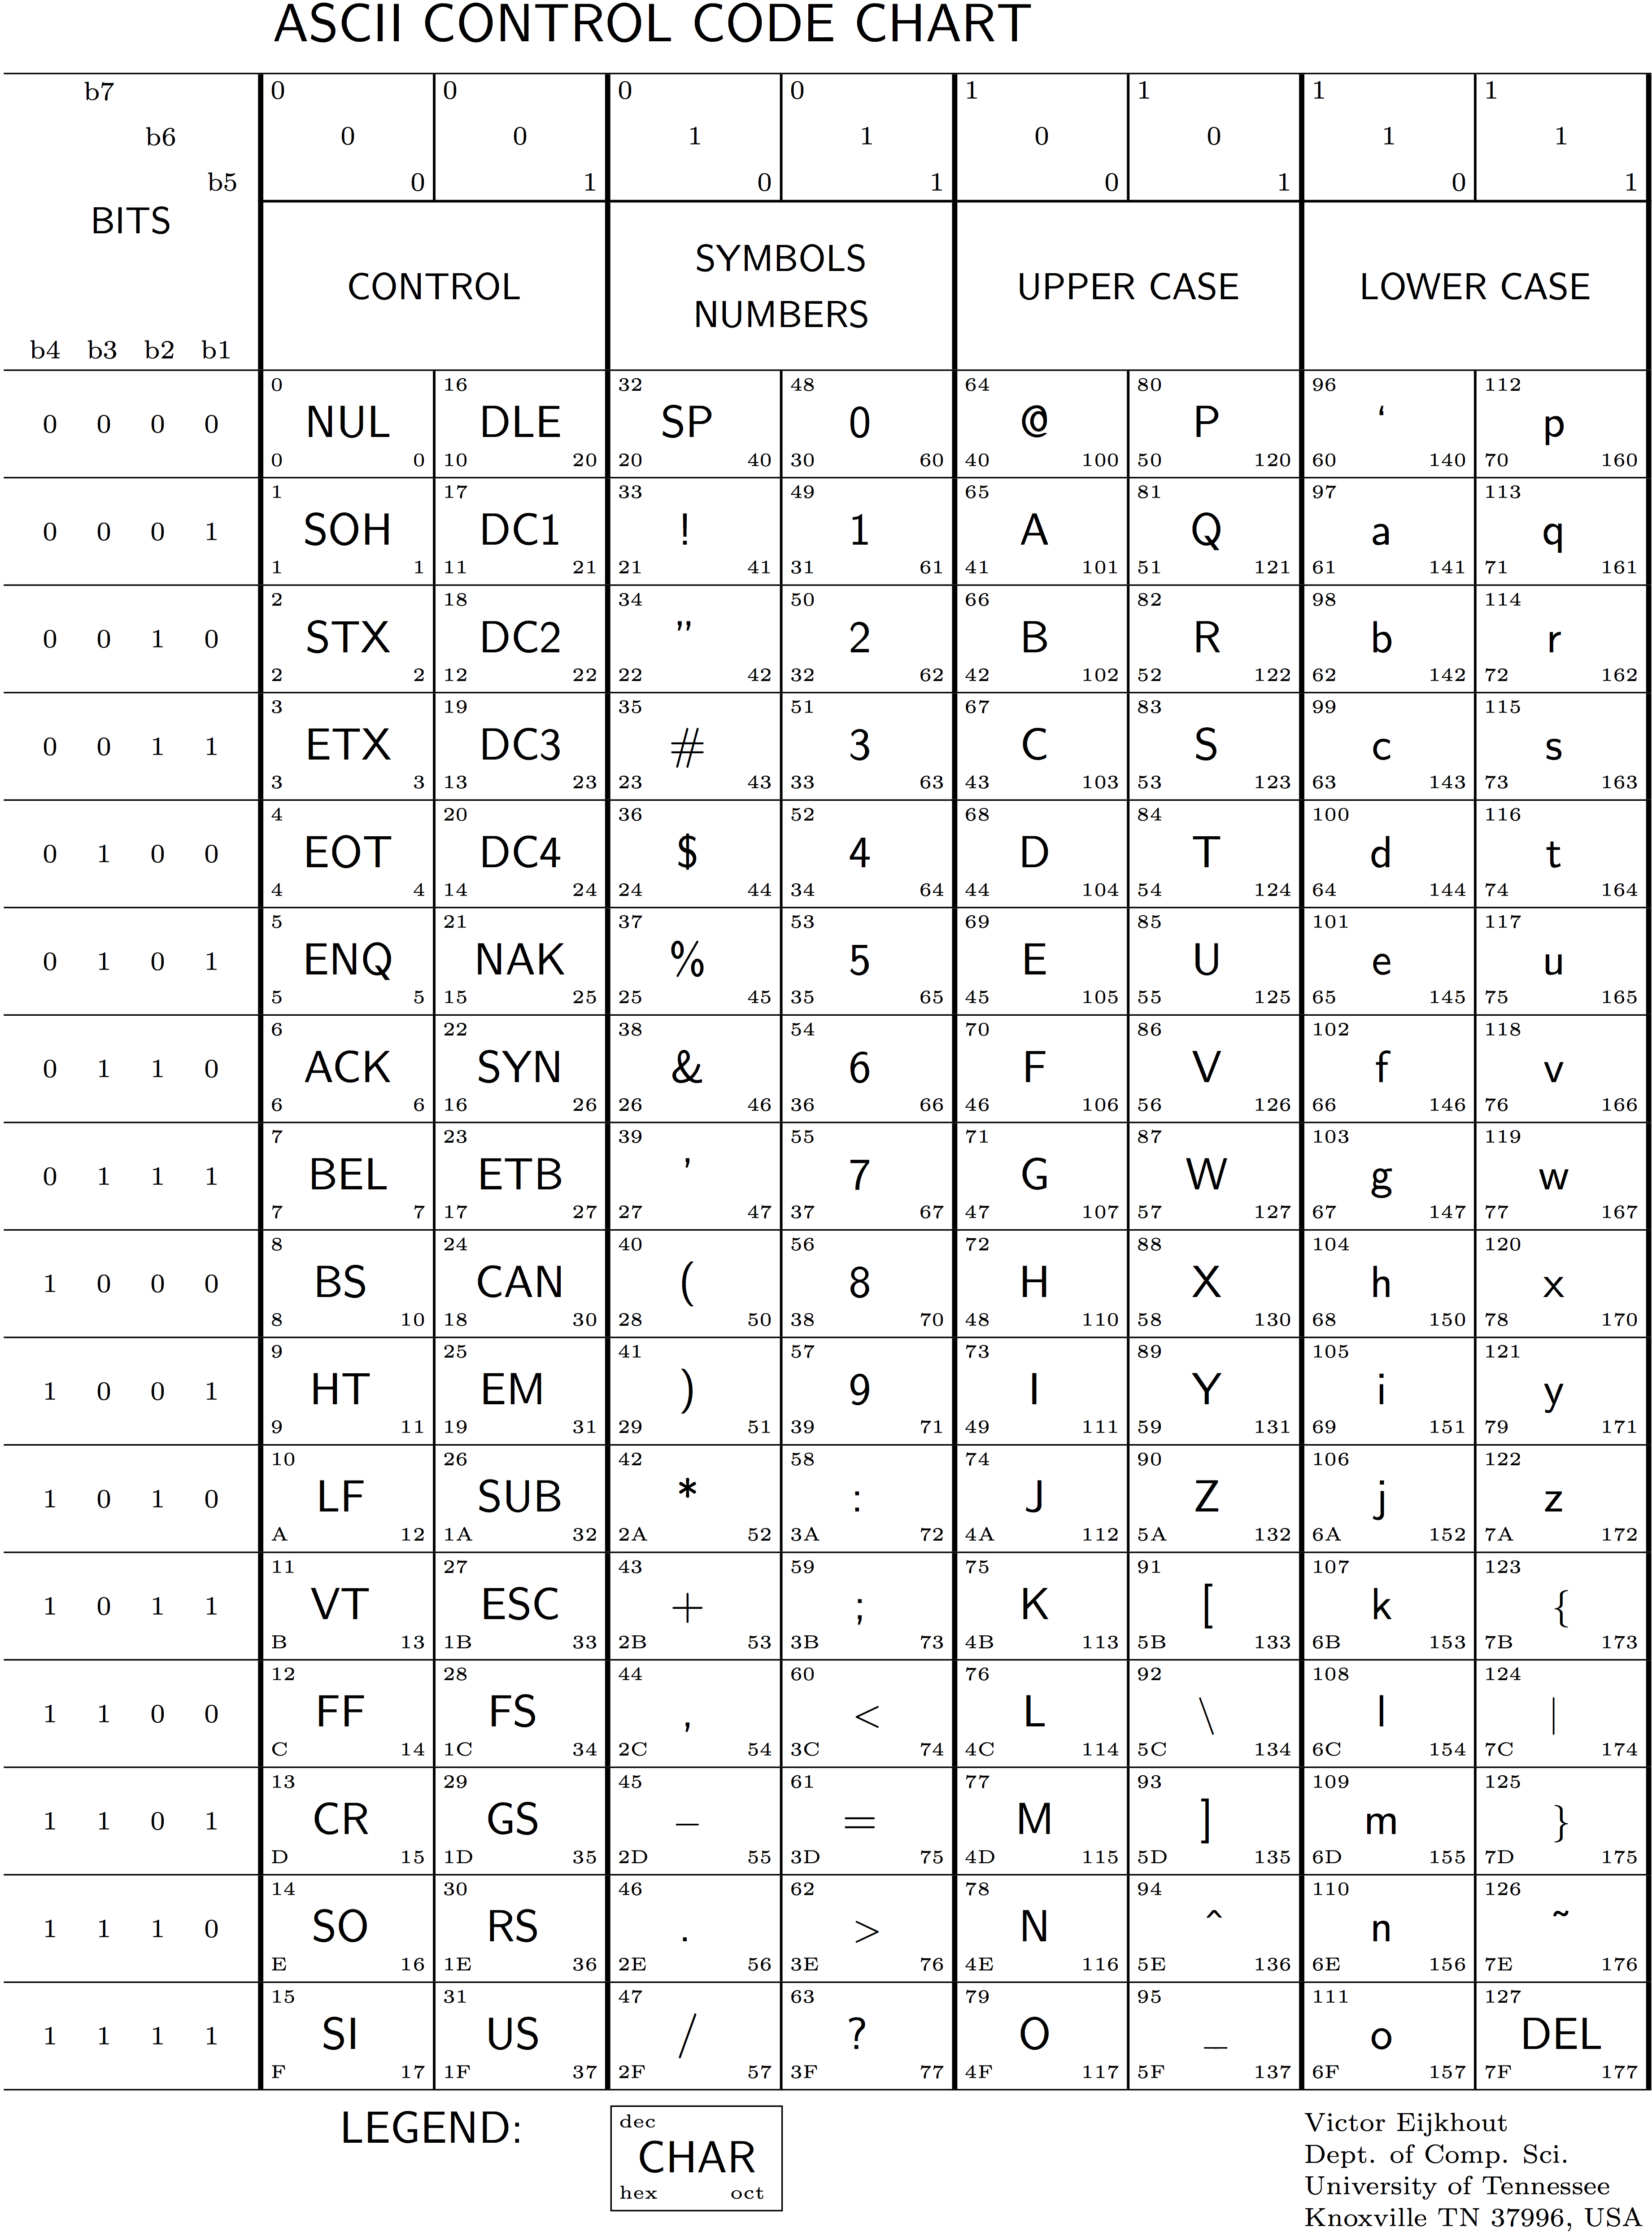 ASCII CONTROL CODE CHART
b7 0 0 0 0 1 1 1 1
b6 0 0 1 1 0 0 1 1
b5 0 1 0 1 0 1 0 1
BITS
CONTROL SYMBOLS NUMBERS UPPER CASE LOWER CASE
b4 b3 b2 b1
0 16 32 48 64 80 96 112
0 0 0 0 NUL DLE SP 0 @ P ‘ p
0 0 10 20 20 40 30 60 40 100 50 120 60 140 70 160
1 17 33 49 65 81 97 113
0 0 0 1 SOH DC1 ! 1 A Q a q
1 1 11 21 21 41 31 61 41 101 51 121 61 141 71 161
2 18 34 50 66 82 98 114
0 0 1 0 STX DC2 ” 2 B R b r
2 2 12 22 22 42 32 62 42 102 52 122 62 142 72 162
3 19 35 51 67 83 99 115
0 0 1 1 ETX DC3 # 3 C S c s
3 3 13 23 23 43 33 63 43 103 53 123 63 143 73 163
4 20 36 52 68 84 100 116
0 1 0 0 EOT DC4 $ 4 D T d t
4 4 14 24 24 44 34 64 44 104 54 124 64 144 74 164
5 21 37 53 69 85 101 117
0 1 0 1 ENQ NAK % 5 E U e u
5 5 15 25 25 45 35 65 45 105 55 125 65 145 75 165
6 22 38 54 70 86 102 118
0 1 1 0 ACK SYN & 6 F V f v
6 6 16 26 26 46 36 66 46 106 56 126 66 146 76 166
7 23 39 55 71 87 103 119
0 1 1 1 BEL ETB ’ 7 G W g w
7 7 17 27 27 47 37 67 47 107 57 127 67 147 77 167
8 24 40 56 72 88 104 120
1 0 0 0 BS CAN ( 8 H X h x
8 10 18 30 28 50 38 70 48 110 58 130 68 150 78 170
9 25 41 57 73 89 105 121
1 0 0 1 HT EM ) 9 I Y i y
9 11 19 31 29 51 39 71 49 111 59 131 69 151 79 171
10 26 42 58 74 90 106 122
1 0 1 0 LF SUB * : J Z j z
A 12 1A 32 2A 52 3A 72 4A 112 5A 132 6A 152 7A 172
11 27 43 59 75 91 107 123
1 0 1 1 VT ESC + ; K [ k {
B 13 1B 33 2B 53 3B 73 4B 113 5B 133 6B 153 7B 173
12 28 44 60 76 92 108 124
1 1 0 0 FF FS , < L \ l |
C 14 1C 34 2C 54 3C 74 4C 114 5C 134 6C 154 7C 174
13 29 45 61 77 93 109 125
1 1 0 1 CR GS − = M ] m }
D 15 1D 35 2D 55 3D 75 4D 115 5D 135 6D 155 7D 175
14 30 46 62 78 94 110 126
1 1 1 0 SO RS . > N ˆ n ˜
E 16 1E 36 2E 56 3E 76 4E 116 5E 136 6E 156 7E 176
15 31 47 63 79 95 111 127
1 1 1 1 SI US / ? O _ o DEL
F 17 1F 37 2F 57 3F 77 4F 117 5F 137 6F 157 7F 177
LEGEND:
dec
CHAR
hex oct
Victor Eijkhout
Dept. of Comp. Sci.
University of Tennessee
Knoxville TN 37996, USA